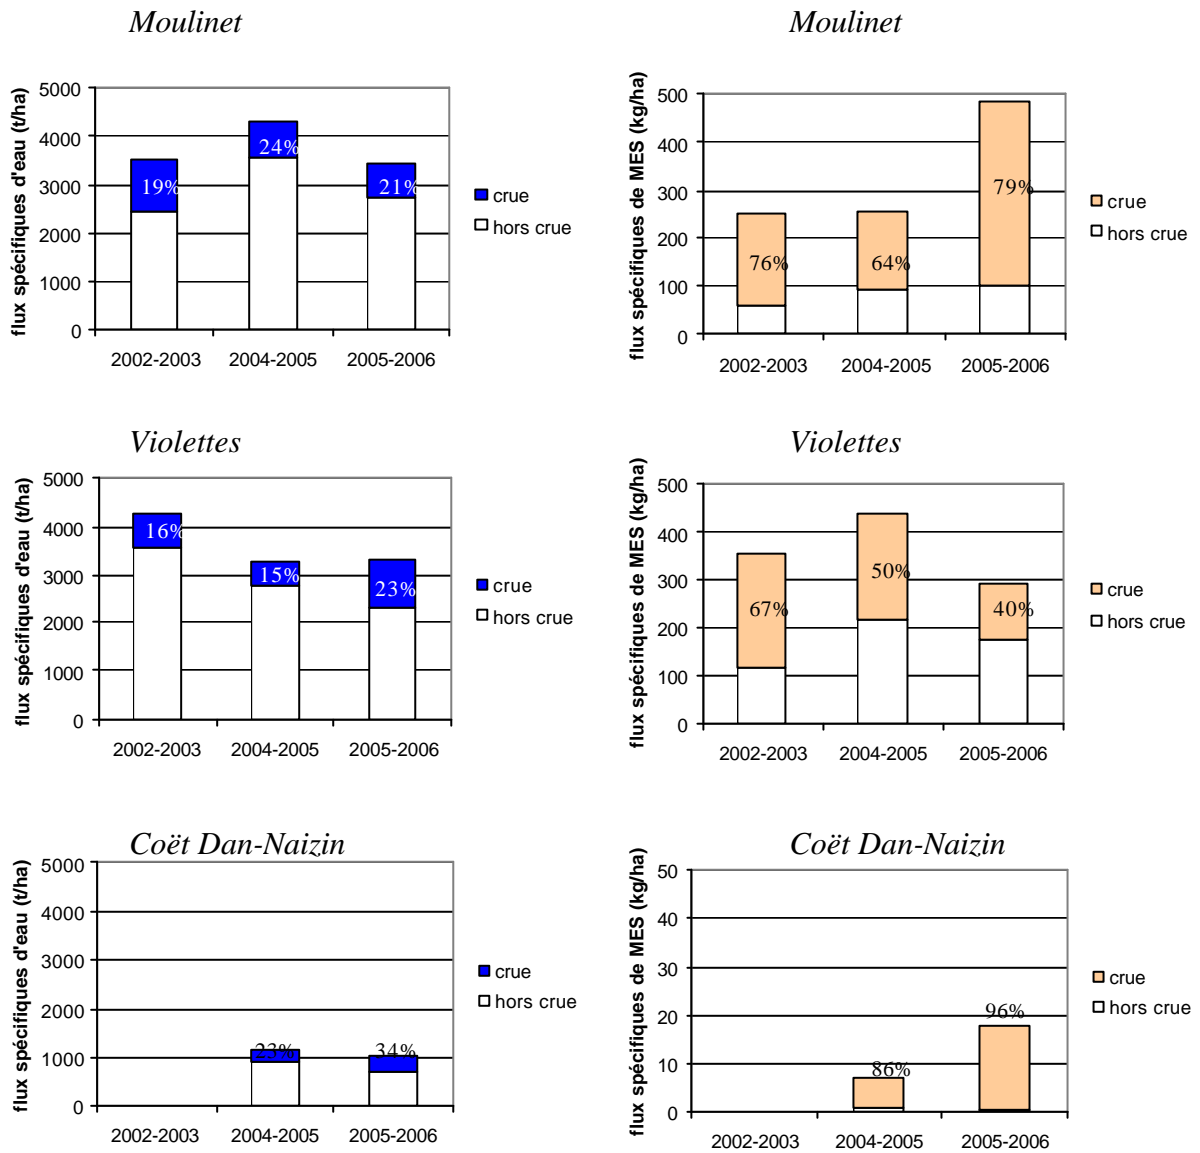 Moulinet
flux spécifiques d'eau (t/ha)
5000
4000
3000
2000
1000
0
19%
24%
21%
2002-2003
2004-2005
2005-2006
crue
hors crue
Moulinet
flux spécifiques de MES (kg/ha)
500
400
300
200
100
0
76%
64%
79%
2002-2003
2004-2005
2005-2006
crue
hors crue
Violettes
flux spécifiques d'eau (t/ha)
5000
4000
3000
2000
1000
0
16%
15%
23%
2002-2003
2004-2005
2005-2006
crue
hors crue
Violettes
flux spécifiques de MES (kg/ha)
500
400
300
200
100
0
67%
50%
40%
2002-2003
2004-2005
2005-2006
crue
hors crue
Coët Dan-Naizin
flux spécifiques d'eau (t/ha)
5000
4000
3000
2000
1000
0
23%
34%
2002-2003
2004-2005
2005-2006
crue
hors crue
Coët Dan-Naizin
flux spécifiques de MES (kg/ha)
50
40
30
20
10
0
86%
96%
2002-2003
2004-2005
2005-2006
crue
hors crue